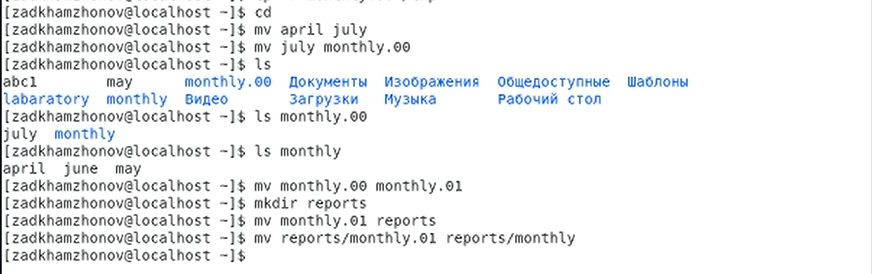 [zadkhamzhonov@localhost ~]$ cd
[zadkhamzhonov@localhost ~]$ mv april july
[zadkhamzhonov@localhost ~]$ mv july monthly.00
[zadkhamzhonov@localhost ~]$ ls
abc1 may monthly.00 Документы Изображения Общедоступные Шаблоны
labaratory monthly Видео Загрузки Музыка Рабочий стол
[zadkhamzhonov@localhost ~]$ ls monthly.00
july monthly
[zadkhamzhonov@localhost ~]$ ls monthly
april june may
[zadkhamzhonov@localhost ~]$ mv monthly.00 monthly.01
[zadkhamzhonov@localhost ~]$ mkdir reports
[zadkhamzhonov@localhost ~]$ mv monthly.01 reports
[zadkhamzhonov@localhost ~]$ mv reports/monthly.01 reports/monthly
[zadkhamzhonov@localhost ~]$